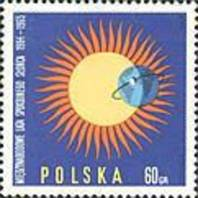 MIĘDZYNARODOWE LATA SPOKOJNEGO SŁOŃCA 1964-1965
POLSKA 60 GR